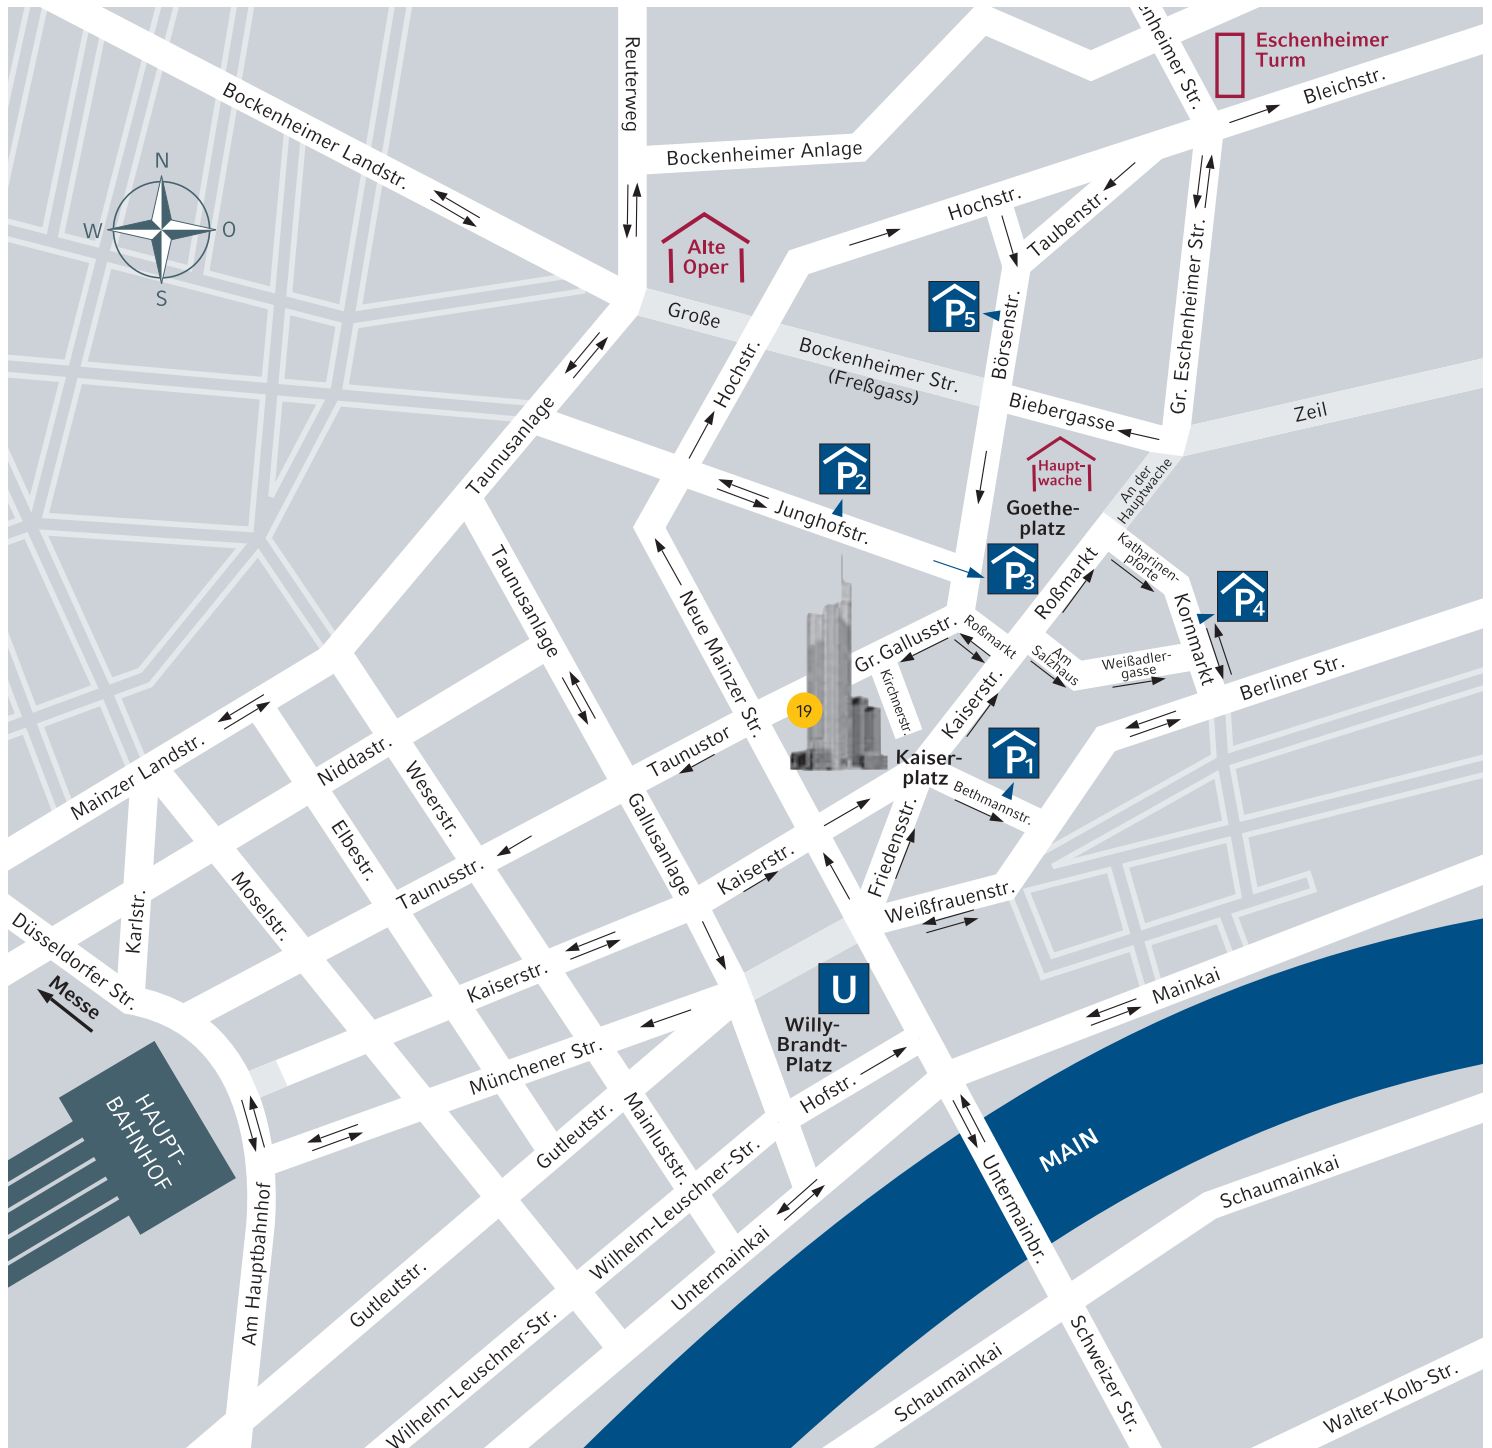 Eschenheimer
Turm
enheimer Str.
Bleichstr.
Reuterweg
Bockenheimer Landstr.
Bockenheimer Anlage
N
W
O
S
Hochstr.
Taubenstr.
Alte
Oper
Gr. Eschenheimer Str.
P5
Große
Bockenheimer Str.
(Freßgass)
Börsenstr.
Hochstr.
Biebergasse
Zeil
Taunusanlage
P2
Haupt-
wache
An der
Hauptwache
Goethe-
platz
Junghofstr.
Katharinen-
pforte
P3
P4
Taunusanlage
Roßmarkt
Kornmarkt
Neue Mainzer Str.
Gr. Gallusstr.
Roßmarkt
Am
Salzhaus
Weißadler-
gasse
Berliner Str.
Kirchnerstr.
Kaiserstr.
19
Mainzer Landstr.
Niddastr.
Taunustor
Kaiser-
platz
P1
Bethmannstr.
Weserstr.
Gallusanlage
Elbestr.
Friedensstr.
Kaiserstr.
Taunusstr.
Moselstr.
Karlstr.
Weißfrauenstr.
Düsseldorfer Str.
Messe
Kaiserstr.
U
Willy-
Brandt-
Platz
Mainkai
Münchener Str.
Hofstr.
HAUPT-
BAHNHOF
Gutleutstr.
Mainluststr.
MAIN
Untermainbr.
Schaumainkai
Wilhelm-Leuschner-Str.
Untermainkai
Am Hauptbahnhof
Gutleutstr.
Wilhelm-Leuschner-Str.
Schweizer Str.
Schaumainkai
Walter-Kolb-Str.